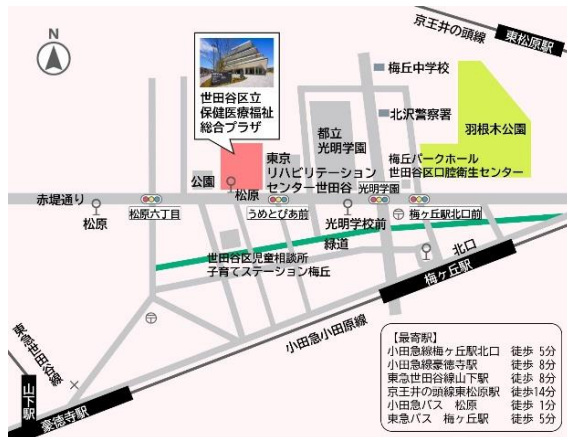 N
京王井の頭線
東松原駅
世田谷区立
保健医療福祉
総合プラザ
梅丘中学校
北沢警察署
羽根木公園
都立
光明学園
梅丘パークホール
世田谷区口腔衛生センター
東京
リハビリテーション
センター世田谷
公園
松原
光明学園
赤堤通り
松原
松原六丁目
うめとぴあ前
光明学校前
梅ヶ丘駅北口前
緑道
北口
世田谷区児童相談所
子育てステーション梅丘
梅ヶ丘駅
小田急小田原線
東急世田谷線
山下駅
豪徳寺駅
【最寄駅】
小田急線梅ヶ丘駅北口 徒歩 5分
小田急線豪徳寺駅 徒歩 8分
東急世田谷線山下駅 徒歩 8分
京王井の頭線東松原駅 徒歩14分
小田急バス 松原 徒歩 1分
東急バス 梅ヶ丘駅 徒歩 5分